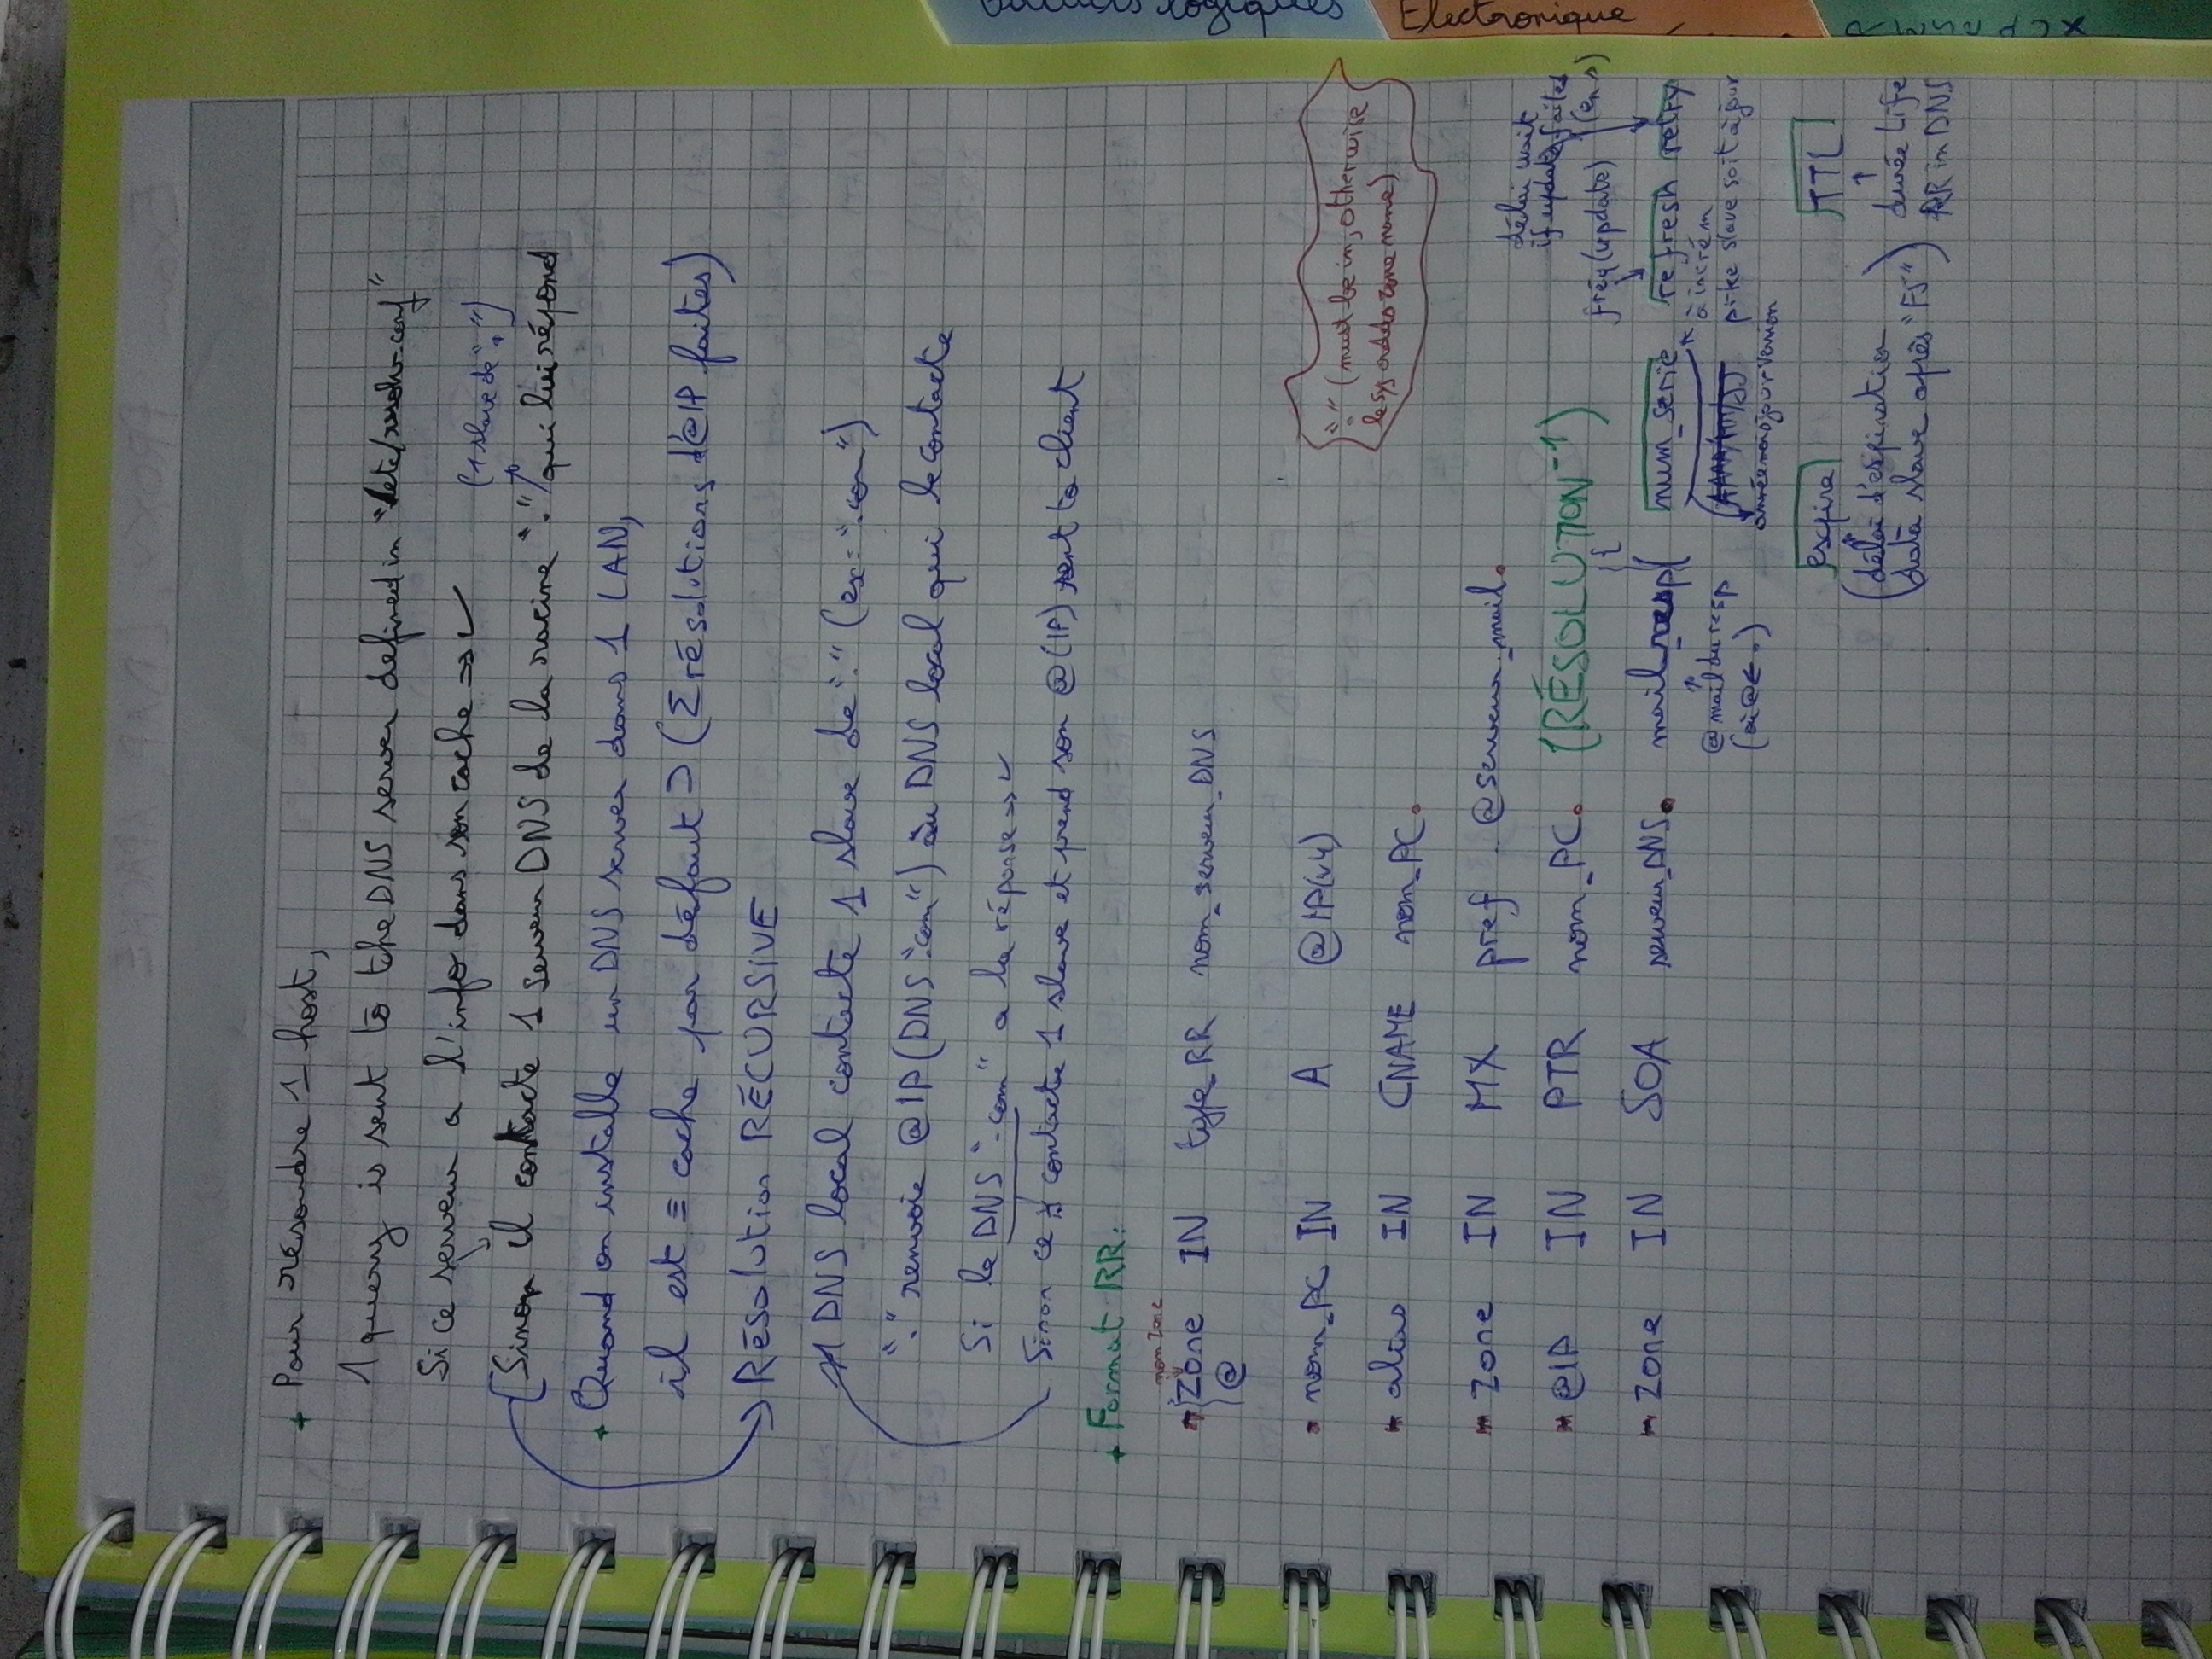 + Pour résoudre 1 host,
1 query is sent to the DNS server defined in "/etc/resolv.conf"
Si ce serveur a l'info dans son cache => ✓
(1 slave de ".")
Sinon il contacte 1 serveur DNS de la racine "." qui lui répond
+ Quand on installe un DNS server dans 1 LAN,
il est ≡ cache par défaut ⊃ (Σ résolutions d'@IP faites)
→ Résolution RÉCURSIVE
1 DNS local contacte 1 slave de "." (ex: ".com")
"." renvoie @IP(DNS ".com") au DNS local qui le contacte
Si le DNS ".com" a la réponse => ✓
Sinon ce contacte 1 slave et prend son @(IP) sent to client
+ Format RR:
nom zone
- Zone IN type_RR nom_serveur_DNS
@
- nom_PC IN A @IP(v4)
"." (must be in, otherwise
le sys adds zone name)
- alias IN CNAME nom_PC.
- Zone IN MX pref @serveur_mail.
délai wait
if update failed
(en s)
- @IP IN PTR nom_PC. (RÉSOLUTION⁻¹)
fréq(update)
- Zone IN SOA serveur_DNS. mail_resp( num_serie refresh retry
@mail du resp
(où @ ← .)
AAAA/MM/JJ
annéemoisjourversion
à incrém
pr ke slave soit à jour
expire TTL
(délai d'expiration
data slave après "F5")
durée life
RR in DNS
Electronique